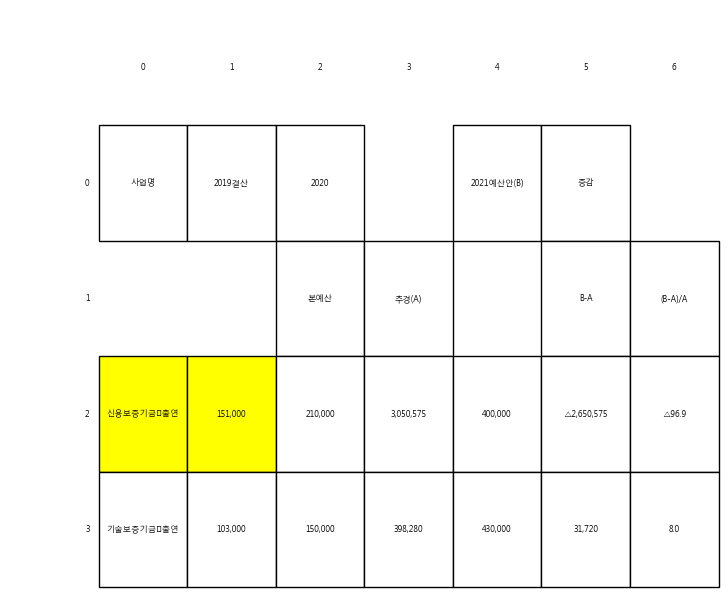 0 1 2 3 4 5 6
0 사업명 2019결산 2020 2021예산안(B) 증감
1 본예산 추경(A) B-A (B-A)/A
2 신용보증기금▯출연 151,000 210,000 3,050,575 400,000 △2,650,575 △96.9
3 기술보증기금▯출연 103,000 150,000 398,280 430,000 31,720 8.0